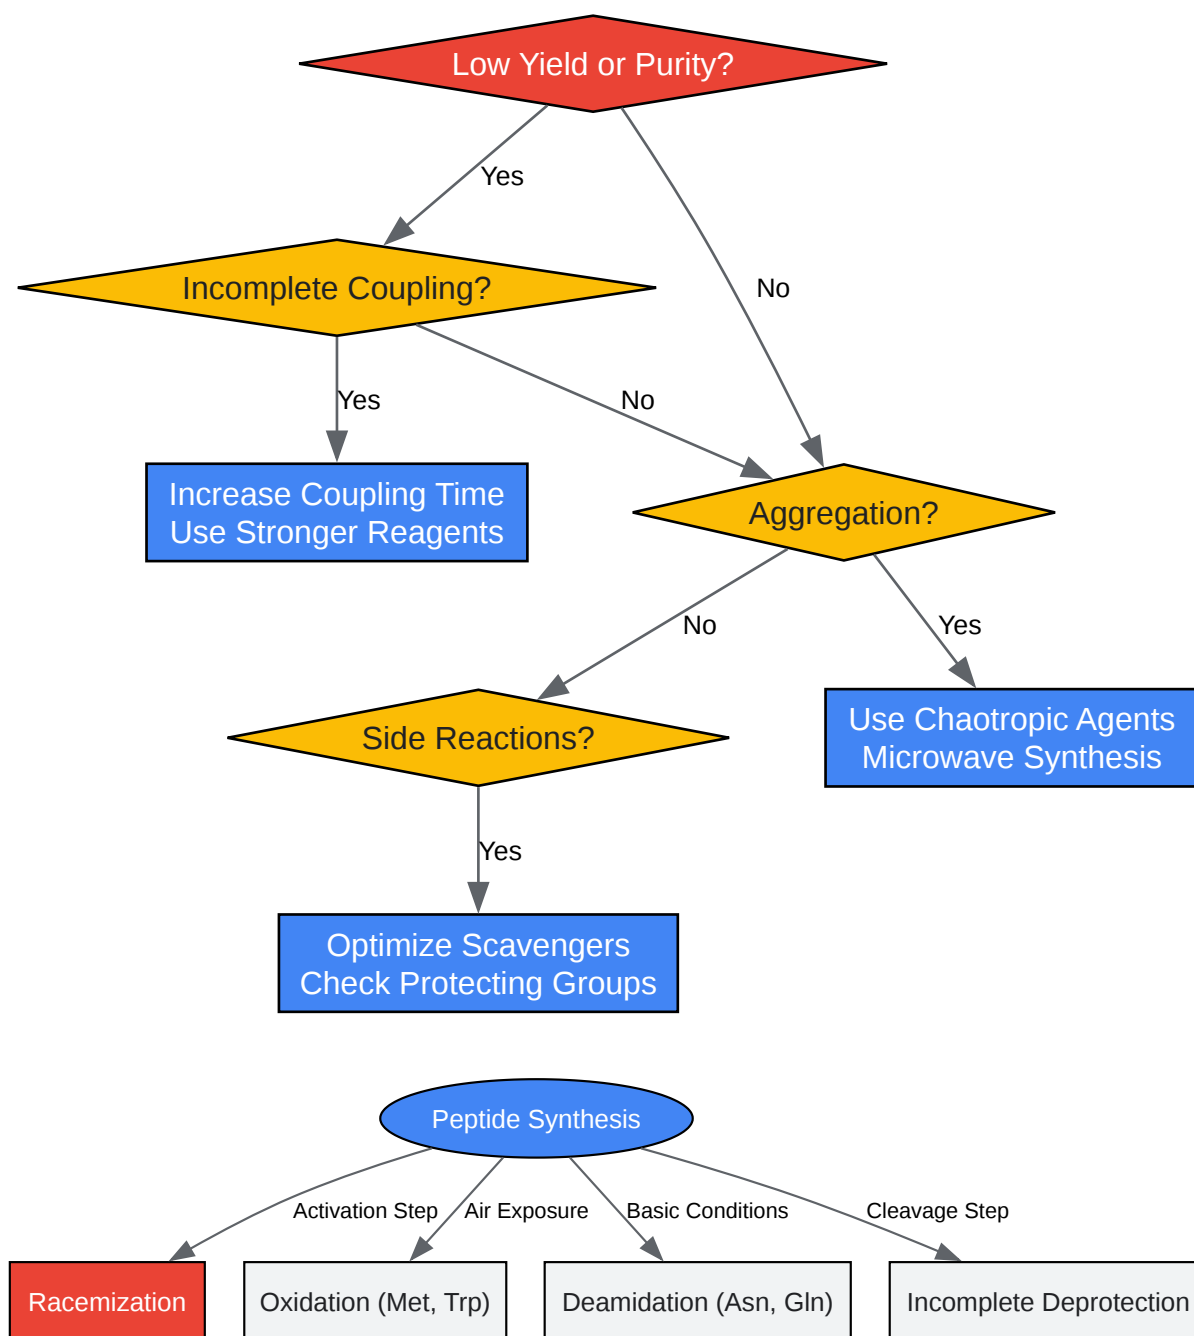 Low Yield or Purity?
Yes
Incomplete Coupling?
No
Yes
No
Increase Coupling Time
Use Stronger Reagents
Aggregation?
No
Yes
Side Reactions?
Use Chaotropic Agents
Microwave Synthesis
Yes
Optimize Scavengers
Check Protecting Groups
Peptide Synthesis
Activation Step
Air Exposure
Basic Conditions
Cleavage Step
Racemization
Oxidation (Met, Trp)
Deamidation (Asn, Gln)
Incomplete Deprotection